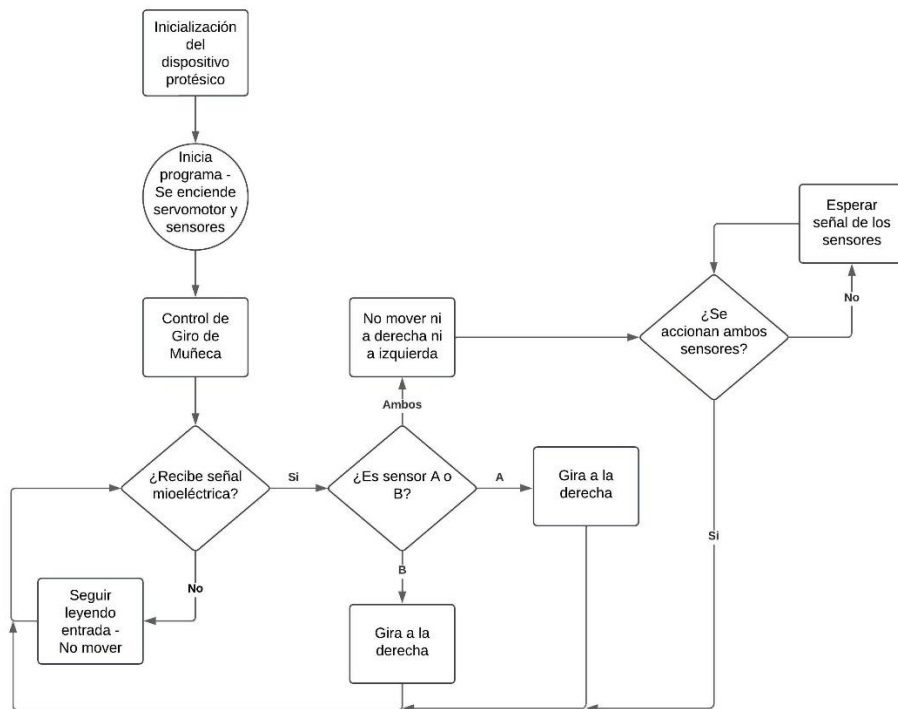 Inicialización
del
dispositivo
protésico
Inicia
programa -
Se enciende
servomotor y
sensores
Control de
Giro de
Muñeca
¿Recibe señal
mioeléctrica?
Si
No
Seguir
leyendo
entrada -
No mover
¿Es sensor A o
B?
Ambos
A
B
No mover ni
a derecha ni
a izquierda
Gira a la
derecha
Gira a la
derecha
¿Se
accionan ambos
sensores?
No
Esperar
señal de los
sensores
Si